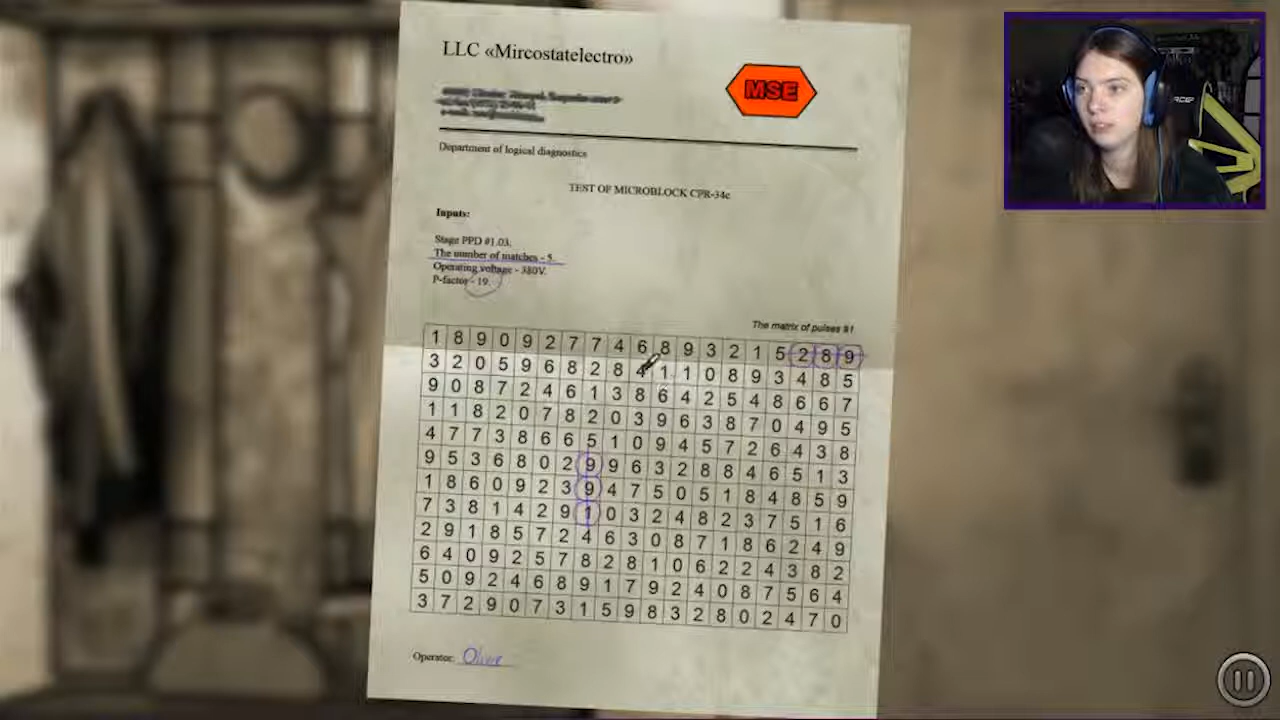 LLC «Mircostatelectro»
MSE
Department of logical diagnostics
TEST OF MICROBLOCK CPR-34c
Inputs:
Stage PPD #1.03.
The number of matches - 5.
Operating voltage - 380V.
P-factor - 19.
The matrix of pulses #1
1 8 9 0 9 2 7 7 4 6 8 9 3 2 1 5 2 8 9
3 2 0 5 9 6 8 2 8 4 1 1 0 8 9 3 4 8 5
9 0 8 7 2 4 6 1 3 8 6 4 2 5 4 8 6 6 7
1 1 8 2 0 7 8 2 0 3 9 6 3 8 7 0 4 9 5
4 7 7 3 8 6 6 5 1 0 9 4 5 7 2 6 4 3 8
9 5 3 6 8 0 2 9 9 6 3 2 8 8 4 6 5 1 3
1 8 6 0 9 2 3 9 4 7 5 0 5 1 8 4 8 5 9
7 3 8 1 4 2 9 1 0 3 2 4 8 2 3 7 5 1 6
2 9 1 8 5 7 2 4 6 3 0 8 7 1 8 6 2 4 9
6 4 0 9 2 5 7 8 2 8 1 0 6 2 2 4 3 8 2
5 0 9 2 4 6 8 9 1 7 9 2 4 0 8 7 5 6 4
3 7 2 9 0 7 3 1 5 9 8 3 2 8 0 2 4 7 0
Operator: